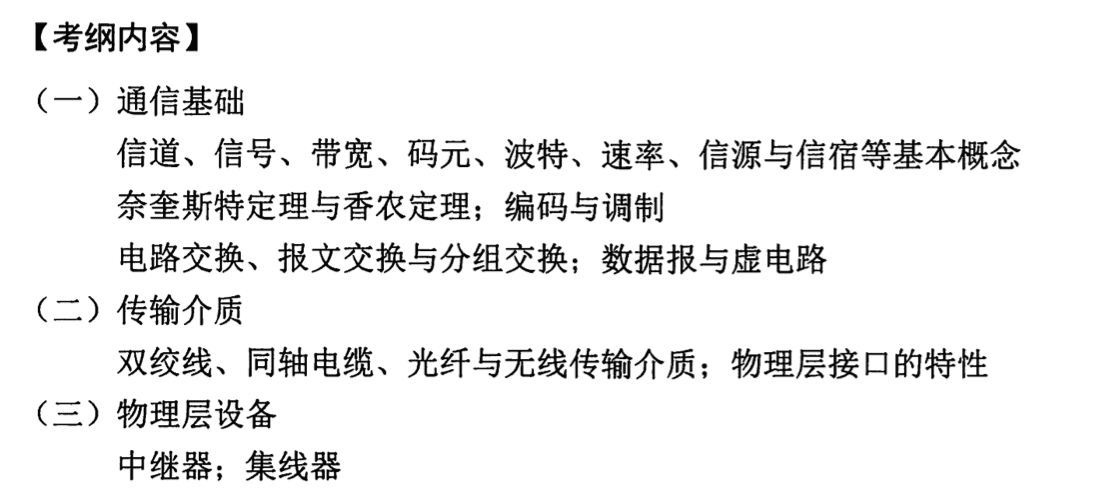 【考纲内容】
（一）通信基础
信道、信号、带宽、码元、波特、速率、信源与信宿等基本概念
奈奎斯特定理与香农定理；编码与调制
电路交换、报文交换与分组交换；数据报与虚电路
（二）传输介质
双绞线、同轴电缆、光纤与无线传输介质；物理层接口的特性
（三）物理层设备
中继器；集线器